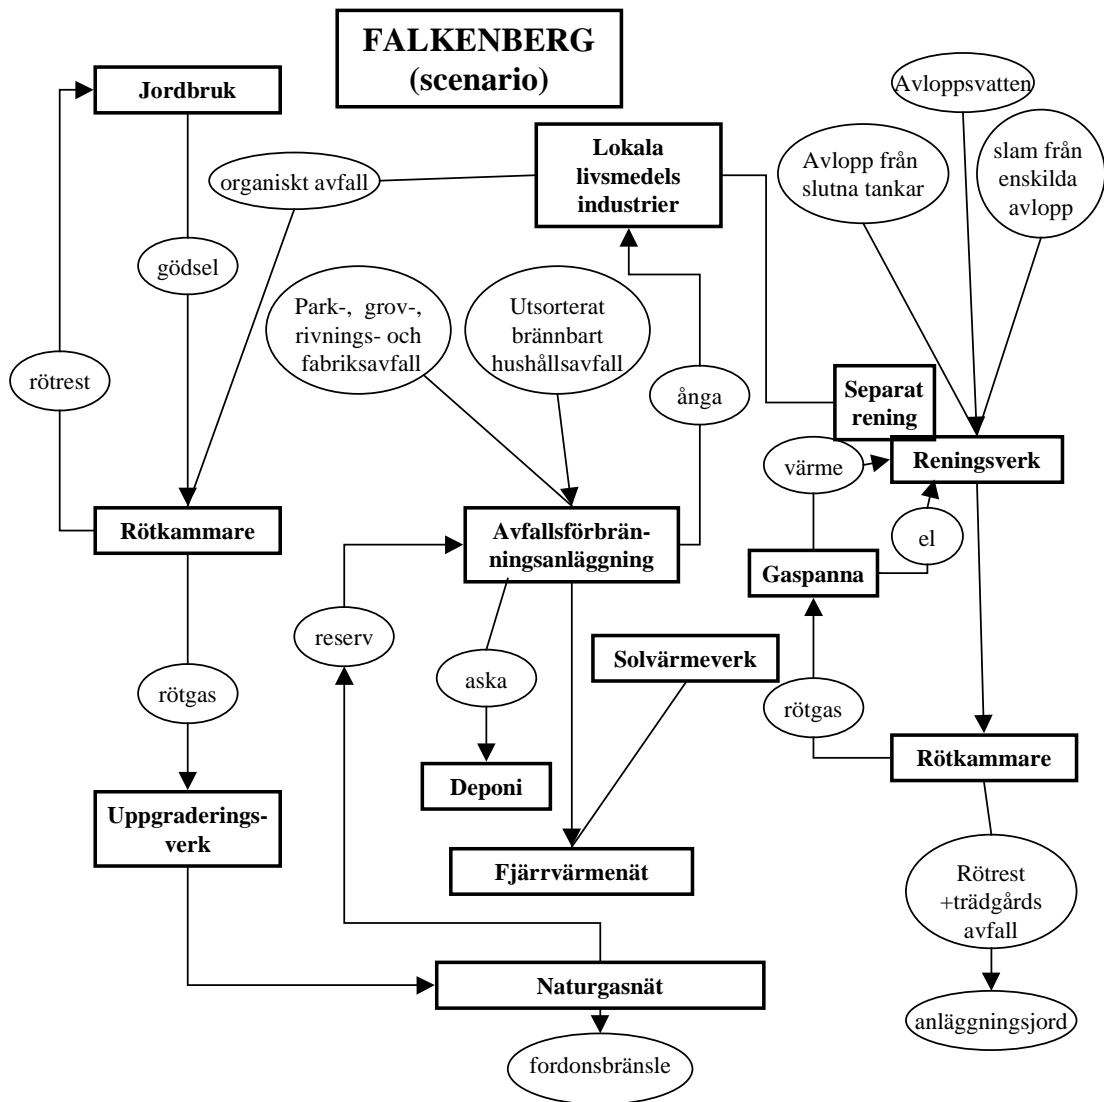 FALKENBERG
(scenario)
Jordbruk
Avloppsvatten
Lokala
livsmedels
industrier
Avlopp från
slutna tankar
slam från
enskilda
avlopp
organiskt avfall
gödsel
Park-, grov-,
rivnings- och
fabriksavfall
Utsorterat
brännbart
hushållsavfall
rötrest
ånga
Separat
rening
värme
Reningsverk
Rötkammare
Avfallsförbrän-
ningsanläggning
el
Gaspanna
reserv
Solvärmeverk
aska
rötgas
rötgas
Rötkammare
Deponi
Uppgraderings-
verk
Fjärrvärmenät
Rötrest
+trädgårds
avfall
Naturgasnät
anläggningsjord
fordonsbränsle